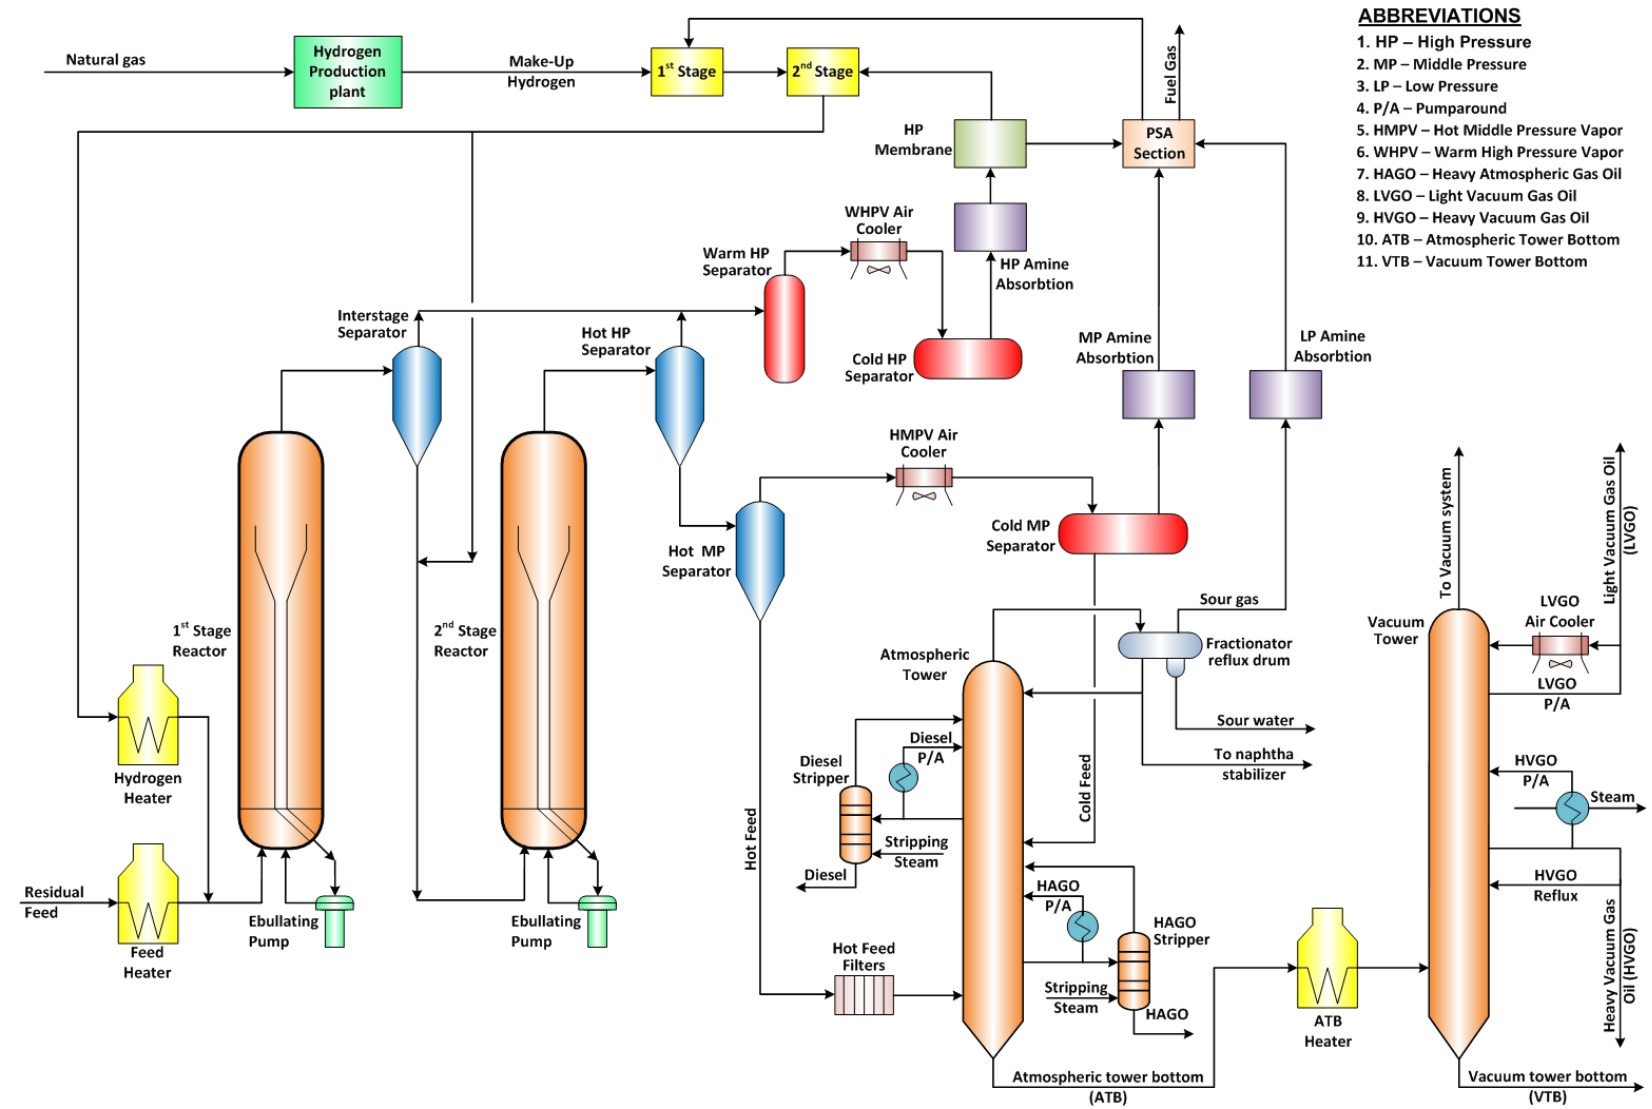 ABBREVIATIONS
1. HP – High Pressure
2. MP – Middle Pressure
3. LP – Low Pressure
4. P/A – Pumparound
5. HMPV – Hot Middle Pressure Vapor
6. WHPV – Warm High Pressure Vapor
7. HAGO – Heavy Atmospheric Gas Oil
8. LVGO – Light Vacuum Gas Oil
9. HVGO – Heavy Vacuum Gas Oil
10. ATB – Atmospheric Tower Bottom
11. VTB – Vacuum Tower Bottom
Natural gas
Hydrogen
Production
plant
Make-Up
Hydrogen
1st Stage
2nd Stage
Fuel Gas
HP
Membrane
PSA
Section
WHPV Air
Cooler
Warm HP
Separator
HP Amine
Absorbtion
Interstage
Separator
Hot HP
Separator
Cold HP
Separator
MP Amine
Absorbtion
LP Amine
Absorbtion
HMPV Air
Cooler
Hot MP
Separator
Cold MP
Separator
To Vacuum system
Light Vacuum Gas Oil
(LVGO)
Sour gas
1st Stage
Reactor
2nd Stage
Reactor
Atmospheric
Tower
Fractionator
reflux drum
Vacuum
Tower
LVGO
Air Cooler
LVGO
P/A
Sour water
To naphtha
stabilizer
Diesel
P/A
Diesel
Stripper
Hydrogen
Heater
Cold Feed
Hot Feed
HVGO
P/A
Steam
Stripping
Steam
Diesel
HAGO
P/A
HVGO
Reflux
Residual
Feed
Ebullating
Pump
Ebullating
Pump
HAGO
Stripper
Feed
Heater
Hot Feed
Filters
Stripping
Steam
HAGO
Heavy Vacuum Gas
Oil (HVGO)
ATB
Heater
Atmospheric tower bottom
(ATB)
Vacuum tower bottom
(VTB)